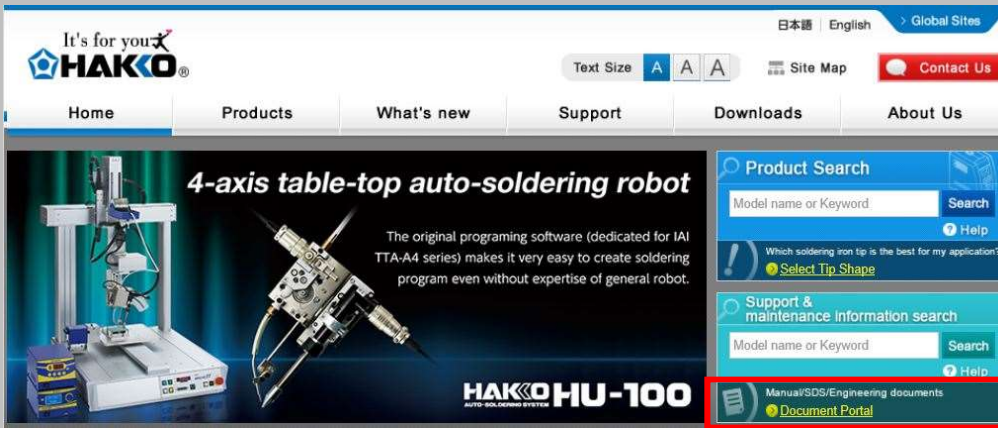 日本語 English > Global Sites
It's for you
HAKKO®
Text Size A A A Site Map Contact Us
Home Products What's new Support Downloads About Us
4-axis table-top auto-soldering robot
The original programing software (dedicated for IAI
TTA-A4 series) makes it very easy to create soldering
program even without expertise of general robot.
HAKKO HU-100
AUTO-SOLDERING SYSTEM
Product Search
Model name or Keyword Search
? Help
Which soldering iron tip is the best for my application?
Select Tip Shape
Support &
maintenance information search
Model name or Keyword Search
? Help
Manual/SDS/Engineering documents
Document Portal